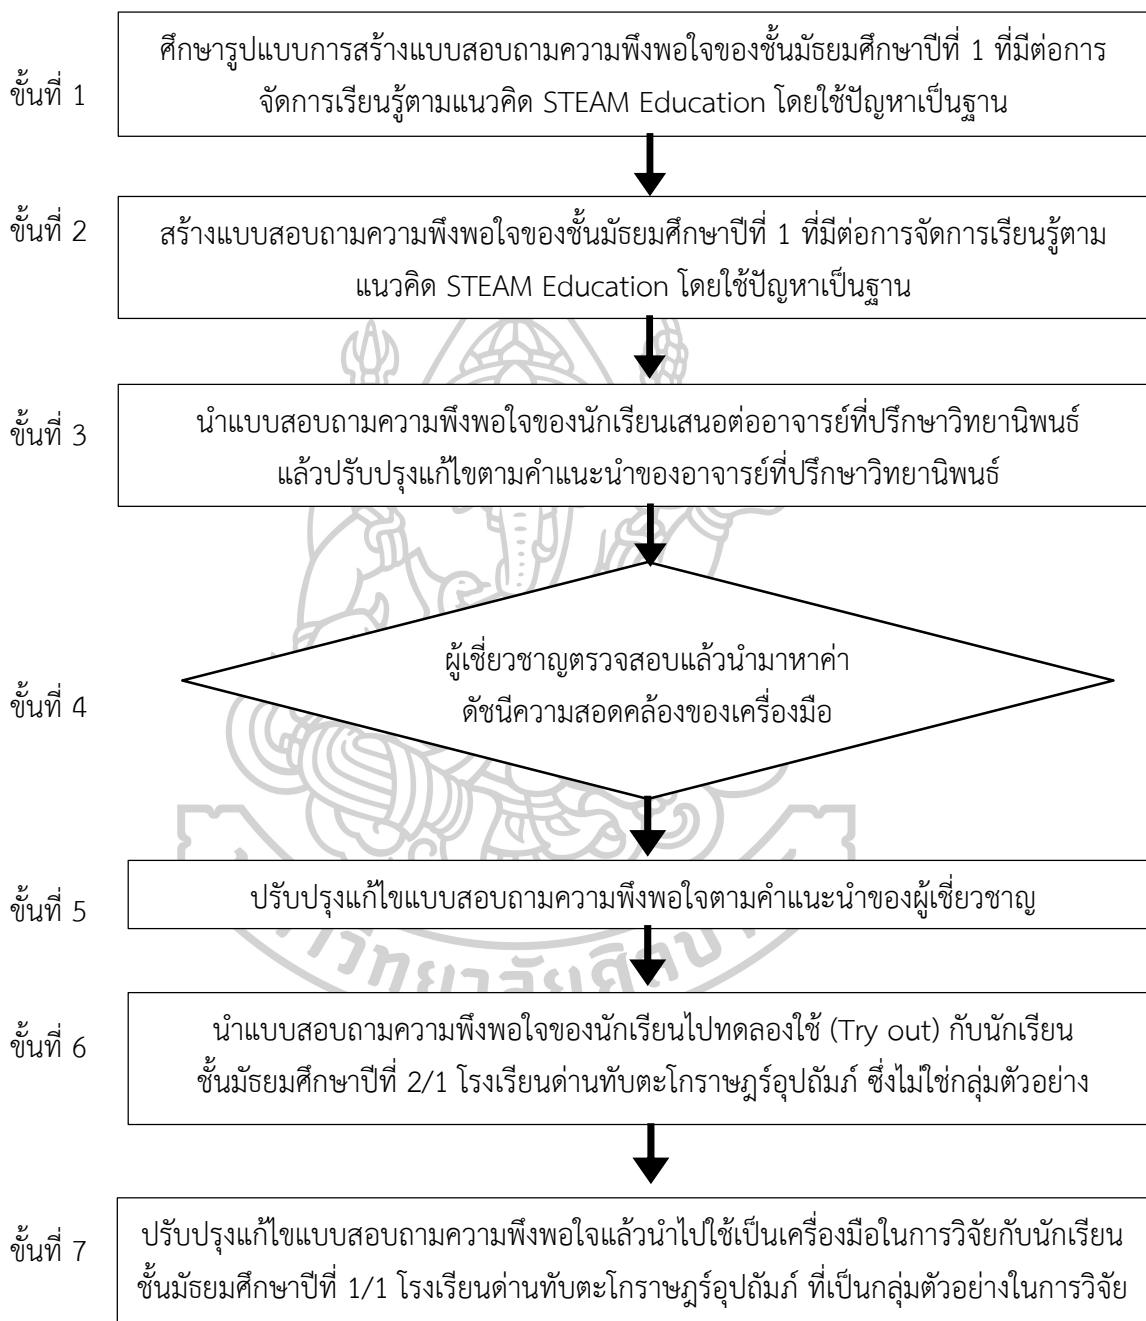 ขั้นที่ 1
ศึกษารูปแบบการสร้างแบบสอบถามความพึงพอใจของชั้นมัธยมศึกษาปีที่ 1 ที่มีต่อการ
จัดการเรียนรู้ตามแนวคิด STEAM Education โดยใช้ปัญหาเป็นฐาน
ขั้นที่ 2
สร้างแบบสอบถามความพึงพอใจของชั้นมัธยมศึกษาปีที่ 1 ที่มีต่อการจัดการเรียนรู้ตาม
แนวคิด STEAM Education โดยใช้ปัญหาเป็นฐาน
ขั้นที่ 3
นำแบบสอบถามความพึงพอใจของนักเรียนเสนอต่ออาจารย์ที่ปรึกษาวิทยานิพนธ์
แล้วปรับปรุงแก้ไขตามคำแนะนำของอาจารย์ที่ปรึกษาวิทยานิพนธ์
ขั้นที่ 4
ผู้เชี่ยวชาญตรวจสอบแล้วนำมาหาค่า
ดัชนีความสอดคล้องของเครื่องมือ
ขั้นที่ 5
ปรับปรุงแก้ไขแบบสอบถามความพึงพอใจตามคำแนะนำของผู้เชี่ยวชาญ
ขั้นที่ 6
นำแบบสอบถามความพึงพอใจของนักเรียนไปทดลองใช้ (Try out) กับนักเรียน
ชั้นมัธยมศึกษาปีที่ 2/1 โรงเรียนด่านทับตะโกราษฎร์อุปถัมภ์ ซึ่งไม่ใช่กลุ่มตัวอย่าง
ขั้นที่ 7
ปรับปรุงแก้ไขแบบสอบถามความพึงพอใจแล้วนำไปใช้เป็นเครื่องมือในการวิจัยกับนักเรียน
ชั้นมัธยมศึกษาปีที่ 1/1 โรงเรียนด่านทับตะโกราษฎร์อุปถัมภ์ ที่เป็นกลุ่มตัวอย่างในการวิจัย